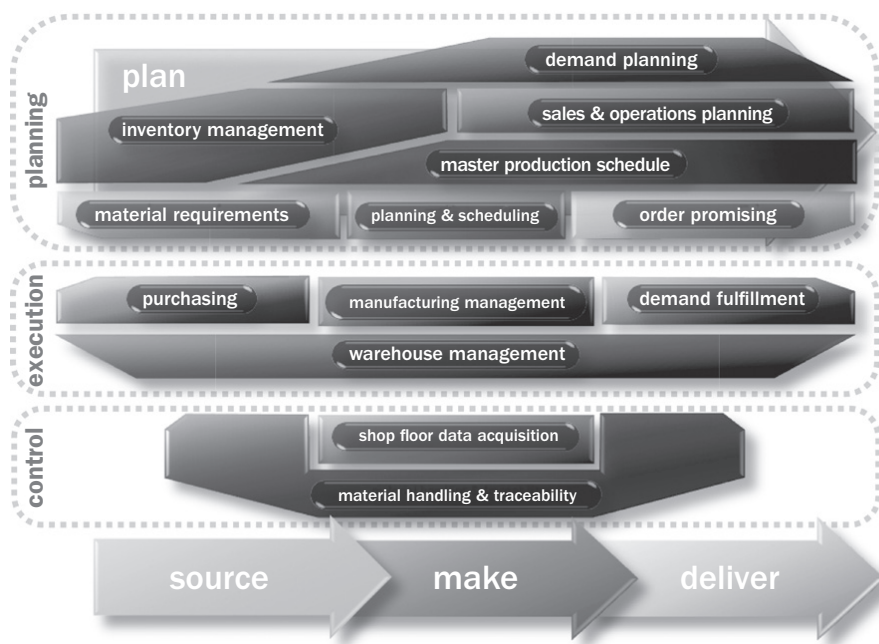 plan
planning
demand planning
inventory management
sales & operations planning
master production schedule
material requirements
planning & scheduling
order promising
execution
purchasing
manufacturing management
demand fulfillment
warehouse management
control
shop floor data acquisition
material handling & traceability
source
make
deliver